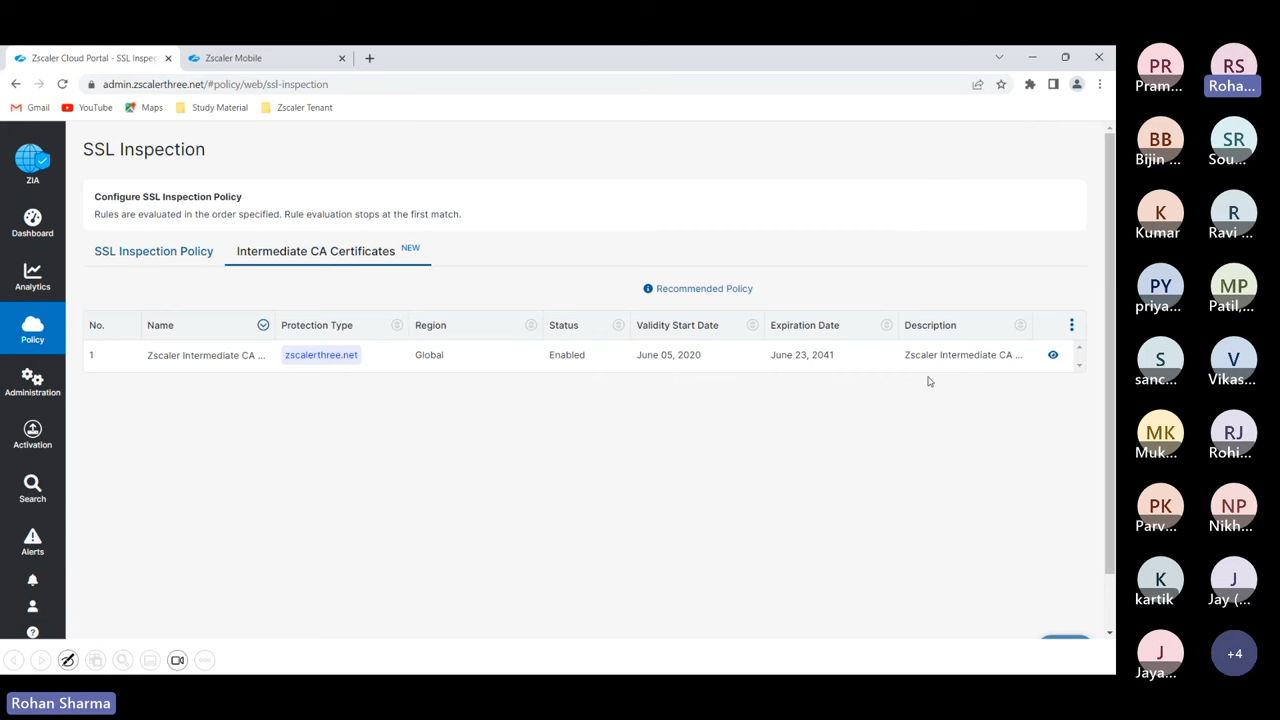 Zscaler Cloud Portal - SSL Inspec
Zscaler Mobile
admin.zscalerthree.net/#policy/web/ssl-inspection
Gmail
YouTube
Maps
Study Material
Zscaler Tenant
ZIA
Dashboard
Analytics
Policy
Administration
Activation
Search
Alerts
SSL Inspection
Configure SSL Inspection Policy
Rules are evaluated in the order specified. Rule evaluation stops at the first match.
SSL Inspection Policy
Intermediate CA Certificates NEW
Recommended Policy
No. Name Protection Type Region Status Validity Start Date Expiration Date Description
1 Zscaler Intermediate CA ... zscalerthree.net Global Enabled June 05, 2020 June 23, 2041 Zscaler Intermediate CA ...
Rohan Sharma
PR RS
Pram... Roha...
BB SR
Bijin ... Sou...
K R
Kumar Ravi ...
PY MP
priya... Patil,...
S V
sanc... Vikas...
MK RJ
Muk... Rohi...
PK NP
Parv... Nikh...
K J
kartik Jay (...
J +4
Jaya...